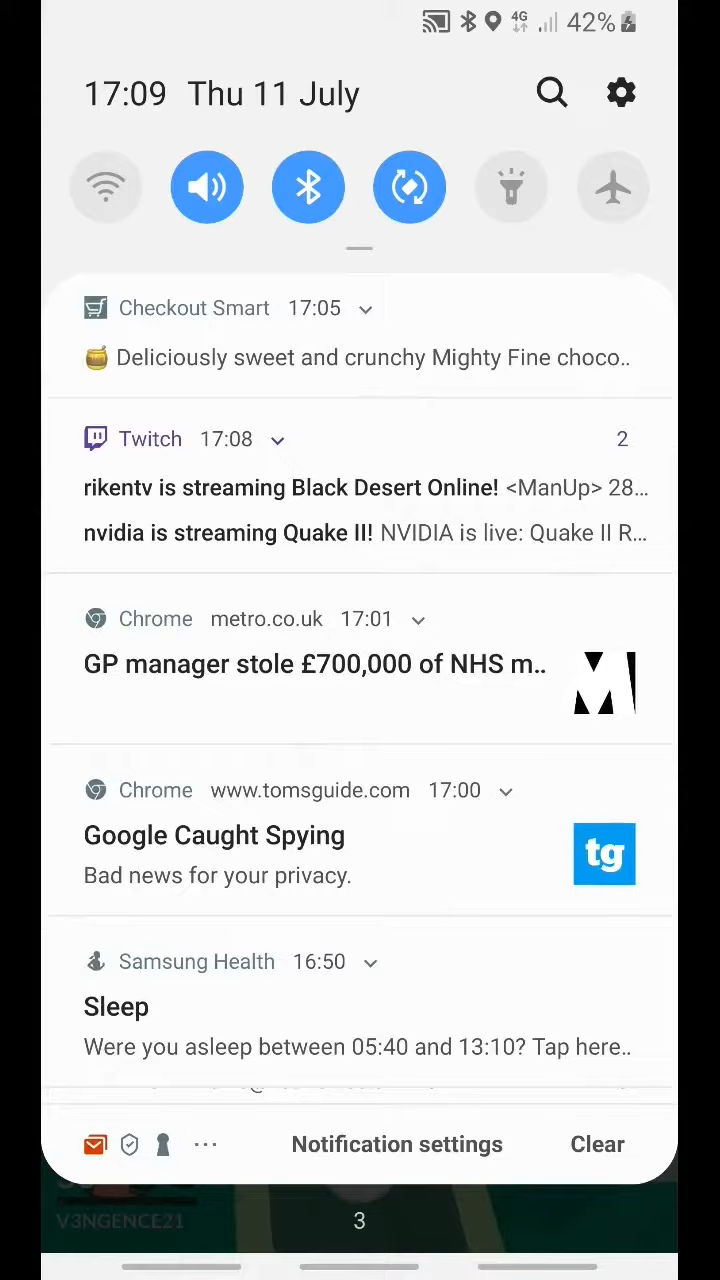 4G 42%
17:09 Thu 11 July
Checkout Smart 17:05
Deliciously sweet and crunchy Mighty Fine choco..
Twitch 17:08 2
rikentv is streaming Black Desert Online! <ManUp> 28...
nvidia is streaming Quake II! NVIDIA is live: Quake II R...
Chrome metro.co.uk 17:01
GP manager stole £700,000 of NHS m..
M
Chrome www.tomsguide.com 17:00
Google Caught Spying
tg
Bad news for your privacy.
Samsung Health 16:50
Sleep
Were you asleep between 05:40 and 13:10? Tap here..
... Notification settings Clear
V3NGENCE21
3